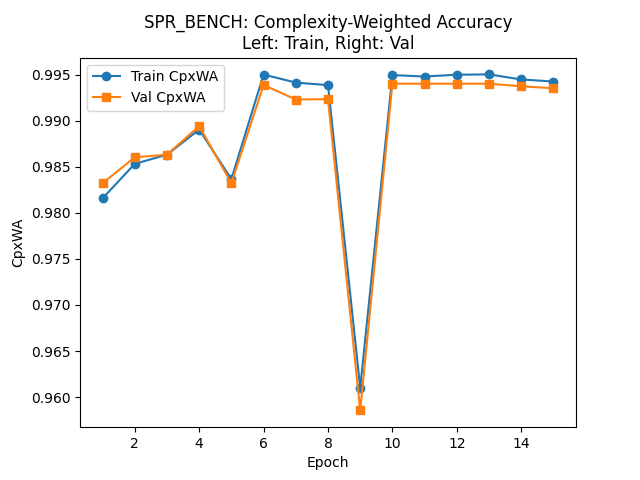 SPR_BENCH: Complexity-Weighted Accuracy
Left: Train, Right: Val
Train CpxWA
Val CpxWA
CpxWA
0.995
0.990
0.985
0.980
0.975
0.970
0.965
0.960
2 4 6 8 10 12 14
Epoch